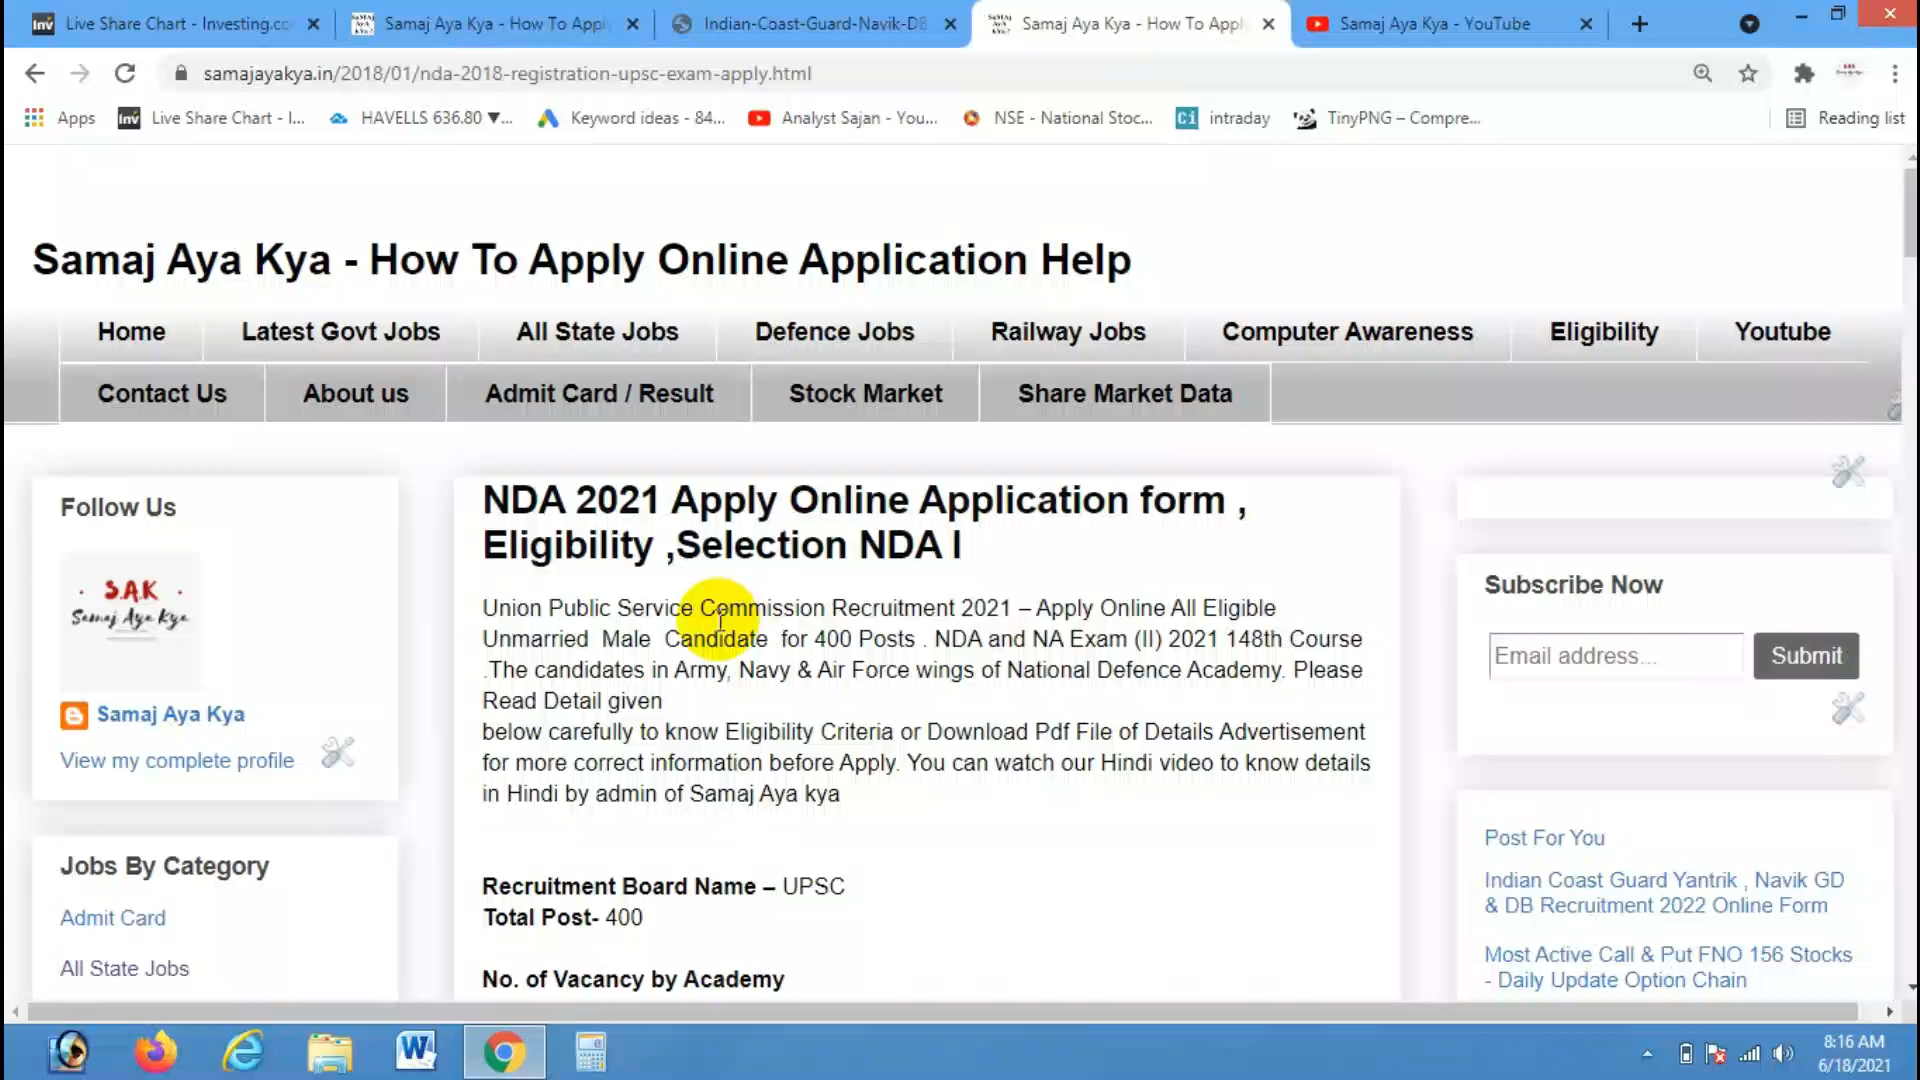 Live Share Chart - Investing.co
Samaj Aya Kya - How To Appl
Indian-Coast-Guard-Navik-DB
Samaj Aya Kya - How To Apply
Samaj Aya Kya - YouTube
samajayakya.in/2018/01/nda-2018-registration-upsc-exam-apply.html
Apps
Live Share Chart - I...
HAVELLS 636.80 ▼...
Keyword ideas - 84...
Analyst Sajan - You...
NSE - National Stoc...
intraday
TinyPNG – Compre...
Reading list
Samaj Aya Kya - How To Apply Online Application Help
Home
Latest Govt Jobs
All State Jobs
Defence Jobs
Railway Jobs
Computer Awareness
Eligibility
Youtube
Contact Us
About us
Admit Card / Result
Stock Market
Share Market Data
Follow Us
S.A.K
Samaj Aya Kya
Samaj Aya Kya
View my complete profile
Jobs By Category
Admit Card
All State Jobs
NDA 2021 Apply Online Application form ,
Eligibility ,Selection NDA I
Union Public Service Commission Recruitment 2021 – Apply Online All Eligible
Unmarried Male Candidate for 400 Posts . NDA and NA Exam (II) 2021 148th Course
.The candidates in Army, Navy & Air Force wings of National Defence Academy. Please
Read Detail given
below carefully to know Eligibility Criteria or Download Pdf File of Details Advertisement
for more correct information before Apply. You can watch our Hindi video to know details
in Hindi by admin of Samaj Aya kya
Recruitment Board Name – UPSC
Total Post- 400
No. of Vacancy by Academy
Subscribe Now
Email address...
Submit
Post For You
Indian Coast Guard Yantrik , Navik GD
& DB Recruitment 2022 Online Form
Most Active Call & Put FNO 156 Stocks
- Daily Update Option Chain
8:16 AM
6/18/2021